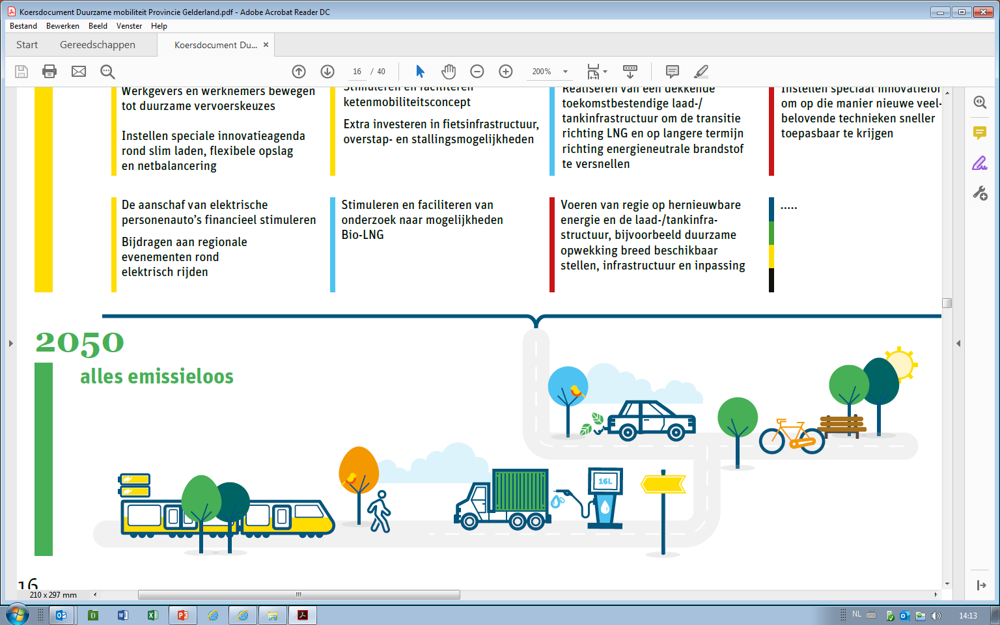 Koersdocument Duurzame mobiliteit Provincie Gelderland.pdf - Adobe Acrobat Reader DC
Bestand Bewerken Beeld Venster Help
Start Gereedschappen Koersdocument Du... ×
16 / 40 200%
Werkgevers en werknemers bewegen
tot duurzame vervoerskeuzes
Instellen speciale innovatieagenda
rond slim laden, flexibele opslag
en netbalancering
Stimuleren en faciliteren
ketenmobiliteitsconcept
Extra investeren in fietsinfrastructuur,
overstap- en stallingsmogelijkheden
Realiseren van een dekkende
toekomstbestendige laad-/
tankinfrastructuur om de transitie
richting LNG en op langere termijn
richting energieneutrale brandstof
te versnellen
Instellen speciaal innovatiefor
om op die manier nieuwe veel-
belovende technieken sneller
toepasbaar te krijgen
De aanschaf van elektrische
personenauto's financieel stimuleren
Bijdragen aan regionale
evenementen rond
elektrisch rijden
Stimuleren en faciliteren van
onderzoek naar mogelijkheden
Bio-LNG
Voeren van regie op hernieuwbare
energie en de laad-/tankinfra-
structuur, bijvoorbeeld duurzame
opwekking breed beschikbaar
stellen, infrastructuur en inpassing
.....
2050
alles emissieloos
16L
16
210 x 297 mm
NL 14:13